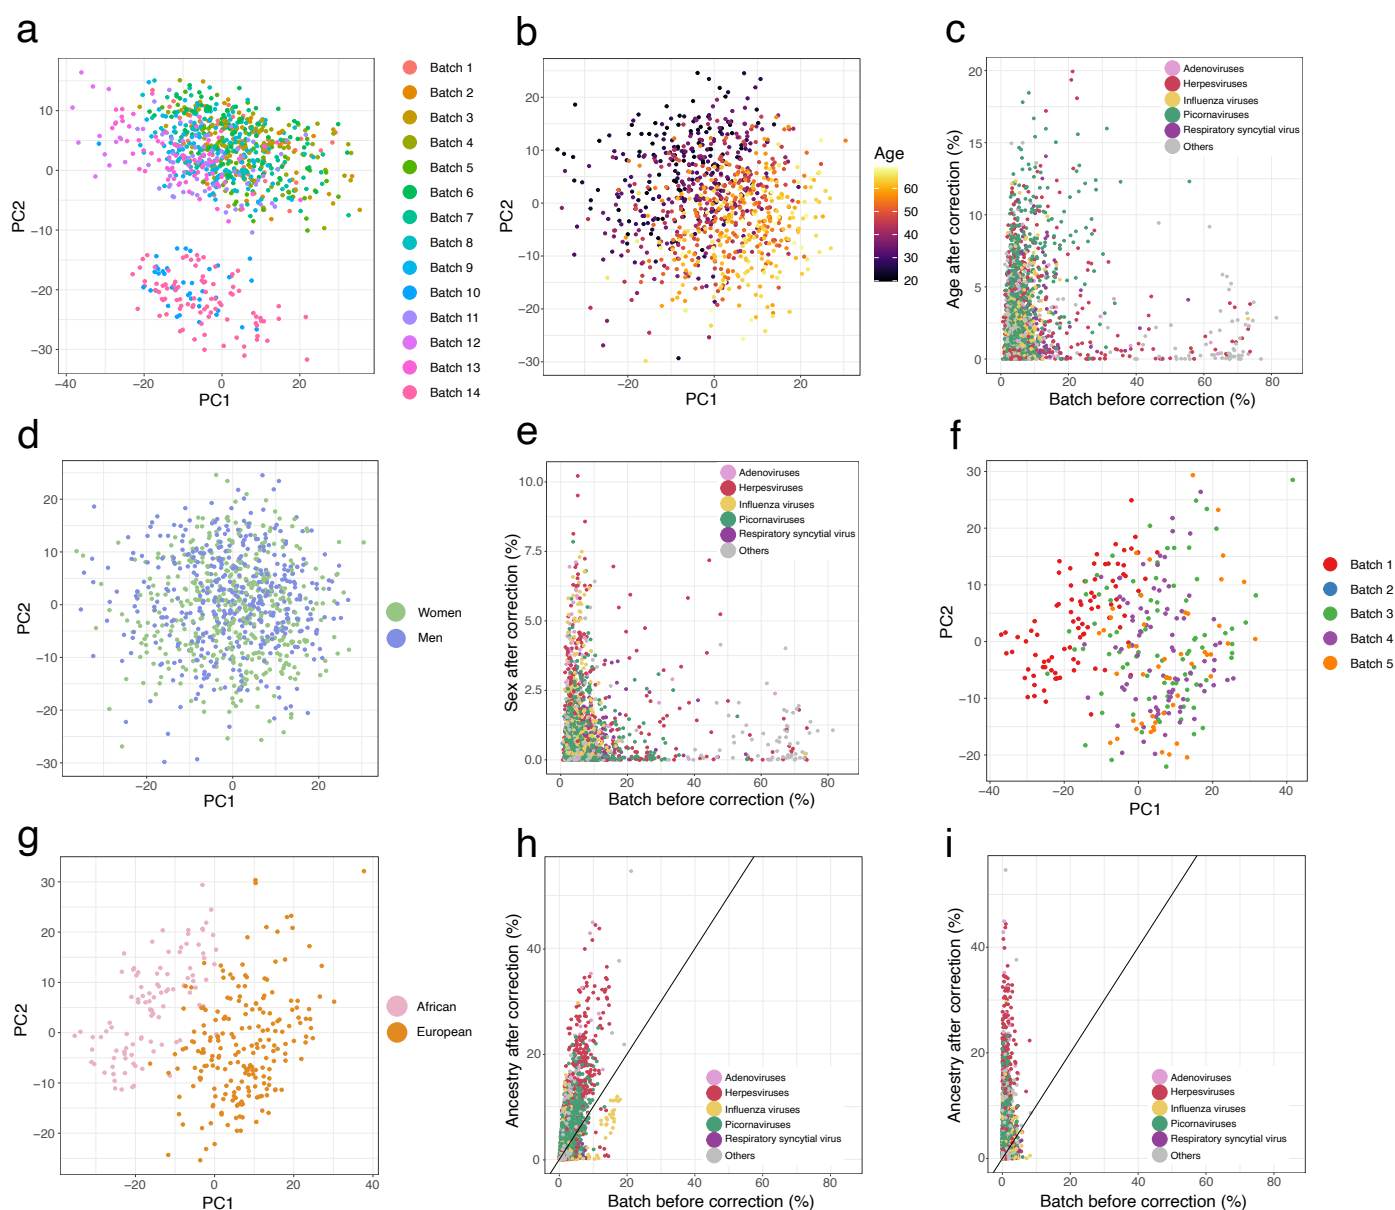 a
PC2
10
0
−10
−20
−30
−40
−20
0
20
PC1
Batch 1
Batch 2
Batch 3
Batch 4
Batch 5
Batch 6
Batch 7
Batch 8
Batch 9
Batch 10
Batch 11
Batch 12
Batch 13
Batch 14
b
PC2
20
10
0
−10
−20
−30
−20
0
20
PC1
Age
60
50
40
30
20
c
Age after correction (%)
20
15
10
5
0
0
20
40
60
80
Batch before correction (%)
Adenoviruses
Herpesviruses
Influenza viruses
Picornaviruses
Respiratory syncytial virus
Others
d
PC2
20
10
0
−10
−20
−30
−20
0
20
PC1
Women
Men
e
Sex after correction (%)
10.0
7.5
5.0
2.5
0.0
0
20
40
60
80
Batch before correction (%)
Adenoviruses
Herpesviruses
Influenza viruses
Picornaviruses
Respiratory syncytial virus
Others
f
PC2
30
20
10
0
−10
−20
−40
−20
0
20
40
PC1
Batch 1
Batch 2
Batch 3
Batch 4
Batch 5
g
PC2
30
20
10
0
−10
−20
−20
0
20
40
PC1
African
European
h
Ancestry after correction (%)
40
20
0
0
20
40
60
80
Batch before correction (%)
Adenoviruses
Herpesviruses
Influenza viruses
Picornaviruses
Respiratory syncytial virus
Others
i
Ancestry after correction (%)
40
20
0
0
20
40
60
80
Batch before correction (%)
Adenoviruses
Herpesviruses
Influenza viruses
Picornaviruses
Respiratory syncytial virus
Others